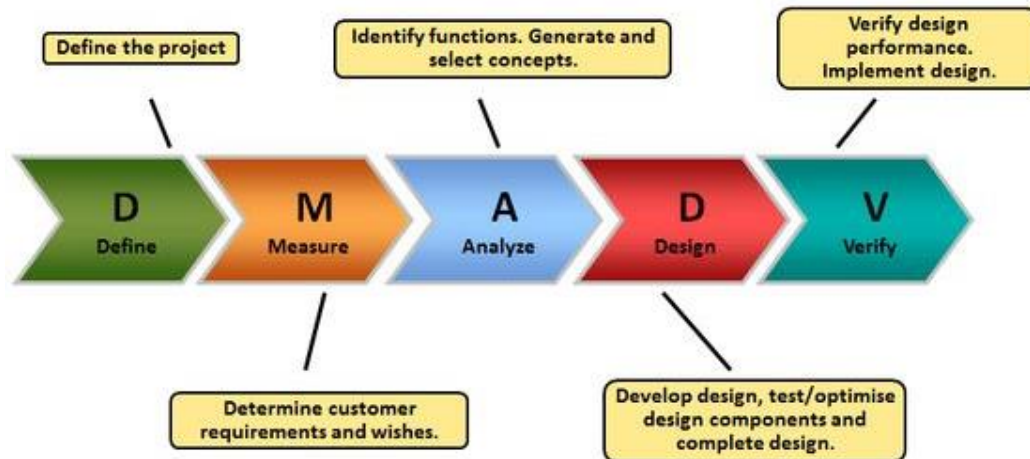 Define the project
Identify functions. Generate and
select concepts.
Verify design
performance.
Implement design.
D
Define
M
Measure
A
Analyze
D
Design
V
Verify
Determine customer
requirements and wishes.
Develop design, test/optimise
design components and
complete design.